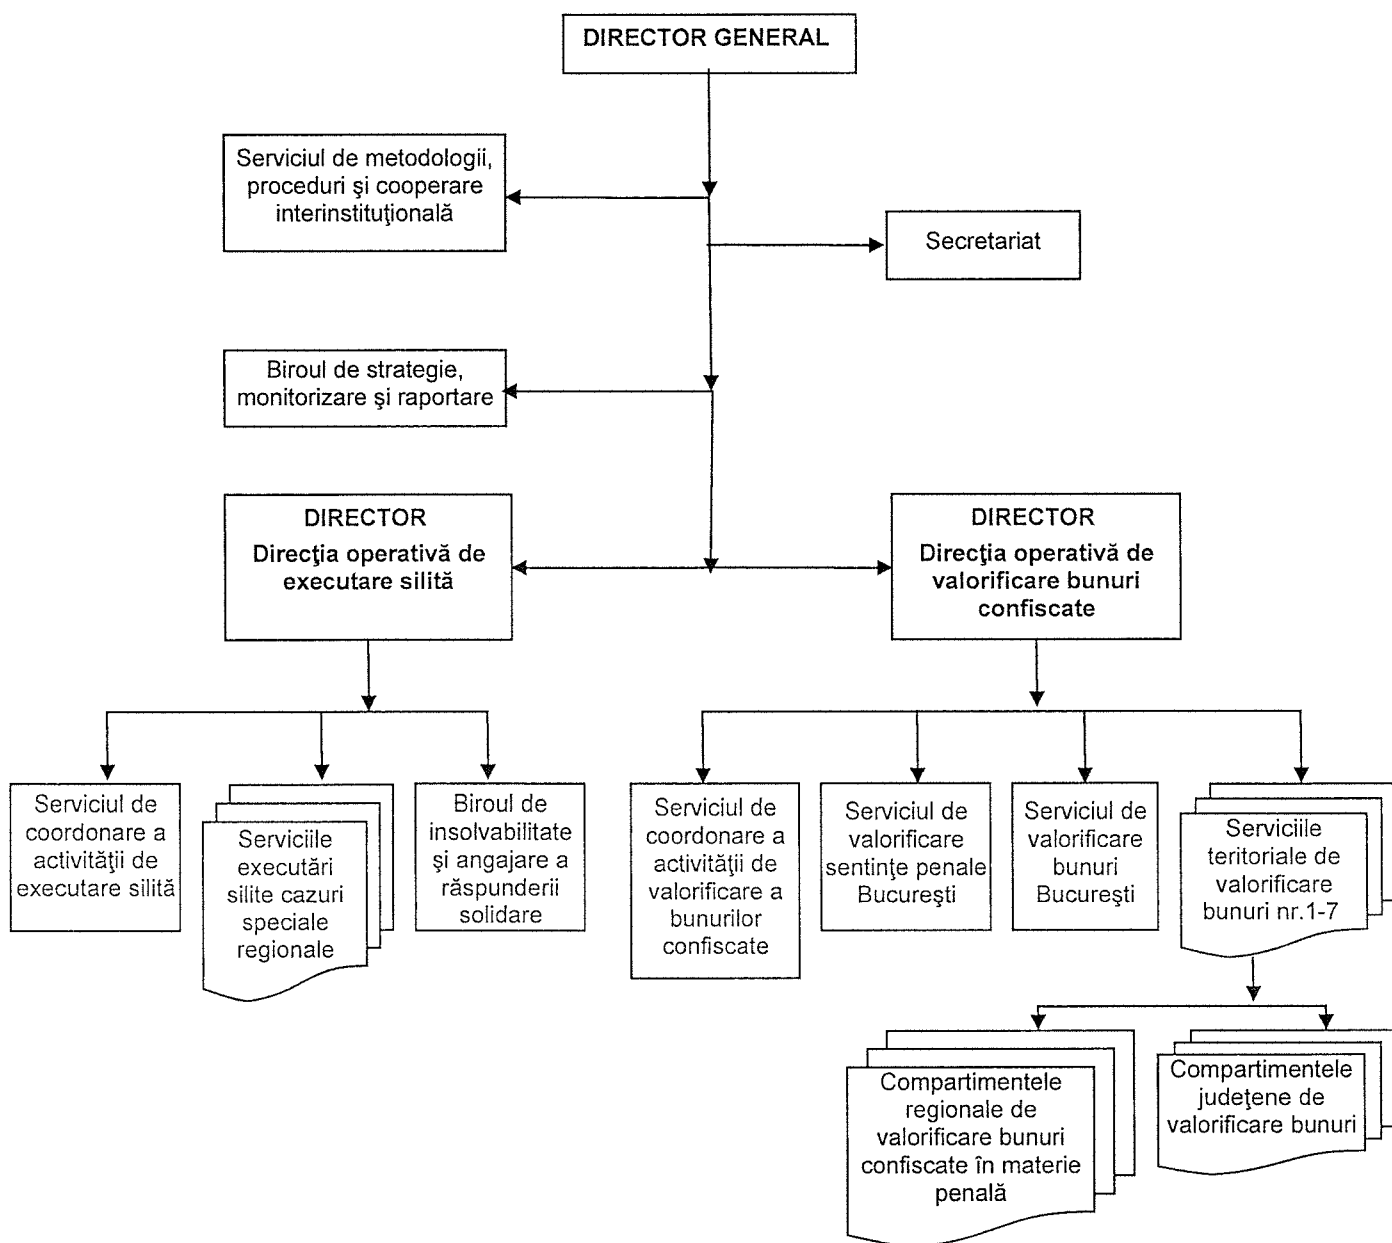 DIRECTOR GENERAL
Serviciul de metodologii,
proceduri şi cooperare
interinstituţională
Secretariat
Biroul de strategie,
monitorizare şi raportare
DIRECTOR
Direcţia operativă de
executare silită
DIRECTOR
Direcţia operativă de
valorificare bunuri
confiscate
Serviciul de
coordonare a
activităţii de
executare silită
Serviciile
executări
silite cazuri
speciale
regionale
Biroul de
insolvabilitate
şi angajare a
răspunderii
solidare
Serviciul de
coordonare a
activităţii de
valorificare a
bunurilor
confiscate
Serviciul de
valorificare
sentinţe penale
Bucureşti
Serviciul de
valorificare
bunuri
Bucureşti
Serviciile
teritoriale de
valorificare
bunuri nr.1-7
Compartimentele
regionale de
valorificare bunuri
confiscate în materie
penală
Compartimentele
judeţene de
valorificare bunuri